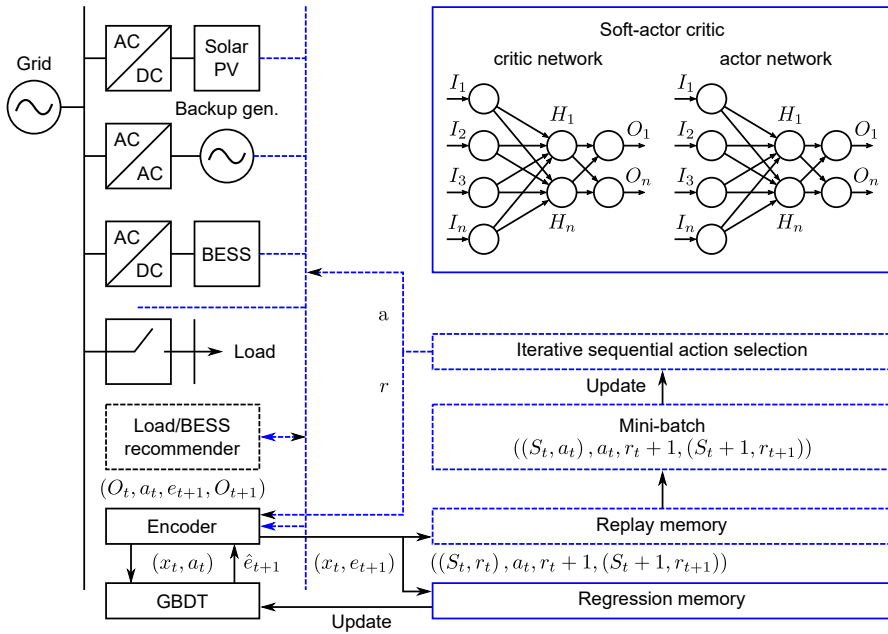 Grid
AC
DC
Solar
PV
Backup gen.
AC
AC
AC
DC
BESS
Load
Load/BESS
recommender
(O_t, a_t, e_{t+1}, O_{t+1})
Encoder
(x_t, a_t)
ê_{t+1}
GBDT
(x_t, e_{t+1})
Update
a
r
Soft-actor critic
critic network
I_1
I_2
I_3
I_n
H_1
H_n
O_1
O_n
actor network
I_1
I_2
I_3
I_n
H_1
H_n
O_1
O_n
Iterative sequential action selection
Update
Mini-batch
((S_t, a_t), a_t, r_t + 1, (S_t + 1, r_{t+1}))
Replay memory
((S_t, r_t), a_t, r_t + 1, (S_t + 1, r_{t+1}))
Regression memory